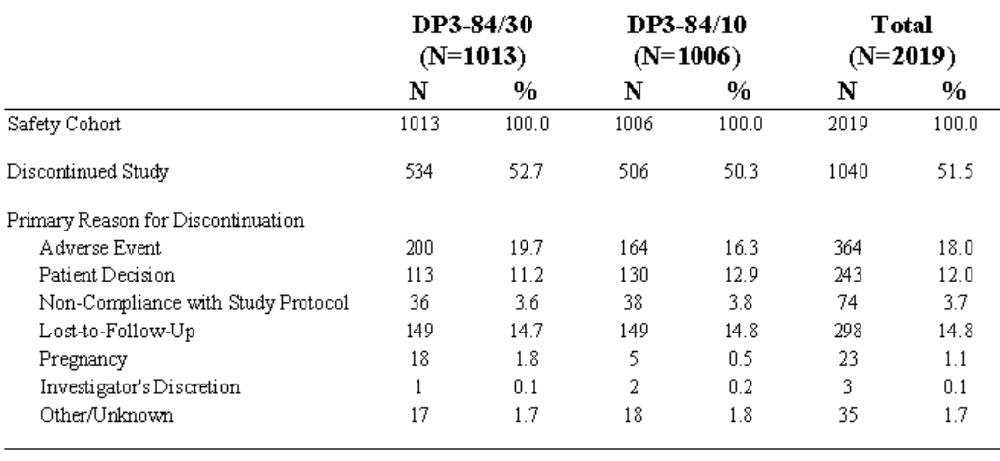 DP3-84/30 DP3-84/10 Total
(N=1013) (N=1006) (N=2019)
N % N % N %
Safety Cohort 1013 100.0 1006 100.0 2019 100.0
Discontinued Study 534 52.7 506 50.3 1040 51.5
Primary Reason for Discontinuation
Adverse Event 200 19.7 164 16.3 364 18.0
Patient Decision 113 11.2 130 12.9 243 12.0
Non-Compliance with Study Protocol 36 3.6 38 3.8 74 3.7
Lost-to-Follow-Up 149 14.7 149 14.8 298 14.8
Pregnancy 18 1.8 5 0.5 23 1.1
Investigator's Discretion 1 0.1 2 0.2 3 0.1
Other/Unknown 17 1.7 18 1.8 35 1.7